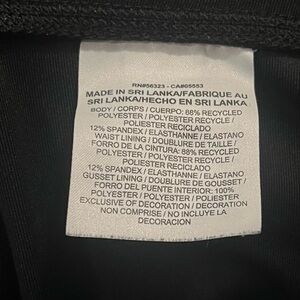 RN#56323 - CA#05553
MADE IN SRI LANKA/FABRIQUE AU
SRI LANKA/HECHO EN SRI LANKA
BODY / CORPS / CUERPO: 88% RECYCLED
POLYESTER / POLYESTER RECYCLE /
POLIESTER RECICLADO
12% SPANDEX / ELASTHANNE / ELASTANO
WAIST LINING / DOUBLURE DE TAILLE /
FORRO DE LA CINTURA: 88% RECYCLED
POLYESTER / POLYESTER RECYCLE /
POLIESTER RECICLADO
12% SPANDEX / ELASTHANNE / ELASTANO
GUSSET LINING / DOUBLURE DE GOUSSET /
FORRO DEL PUENTE INTERIOR: 100%
POLYESTER / POLYESTER / POLIESTER
EXCLUSIVE OF DECORATION / DECORATION
NON COMPRISE / NO INCLUYE LA
DECORACION